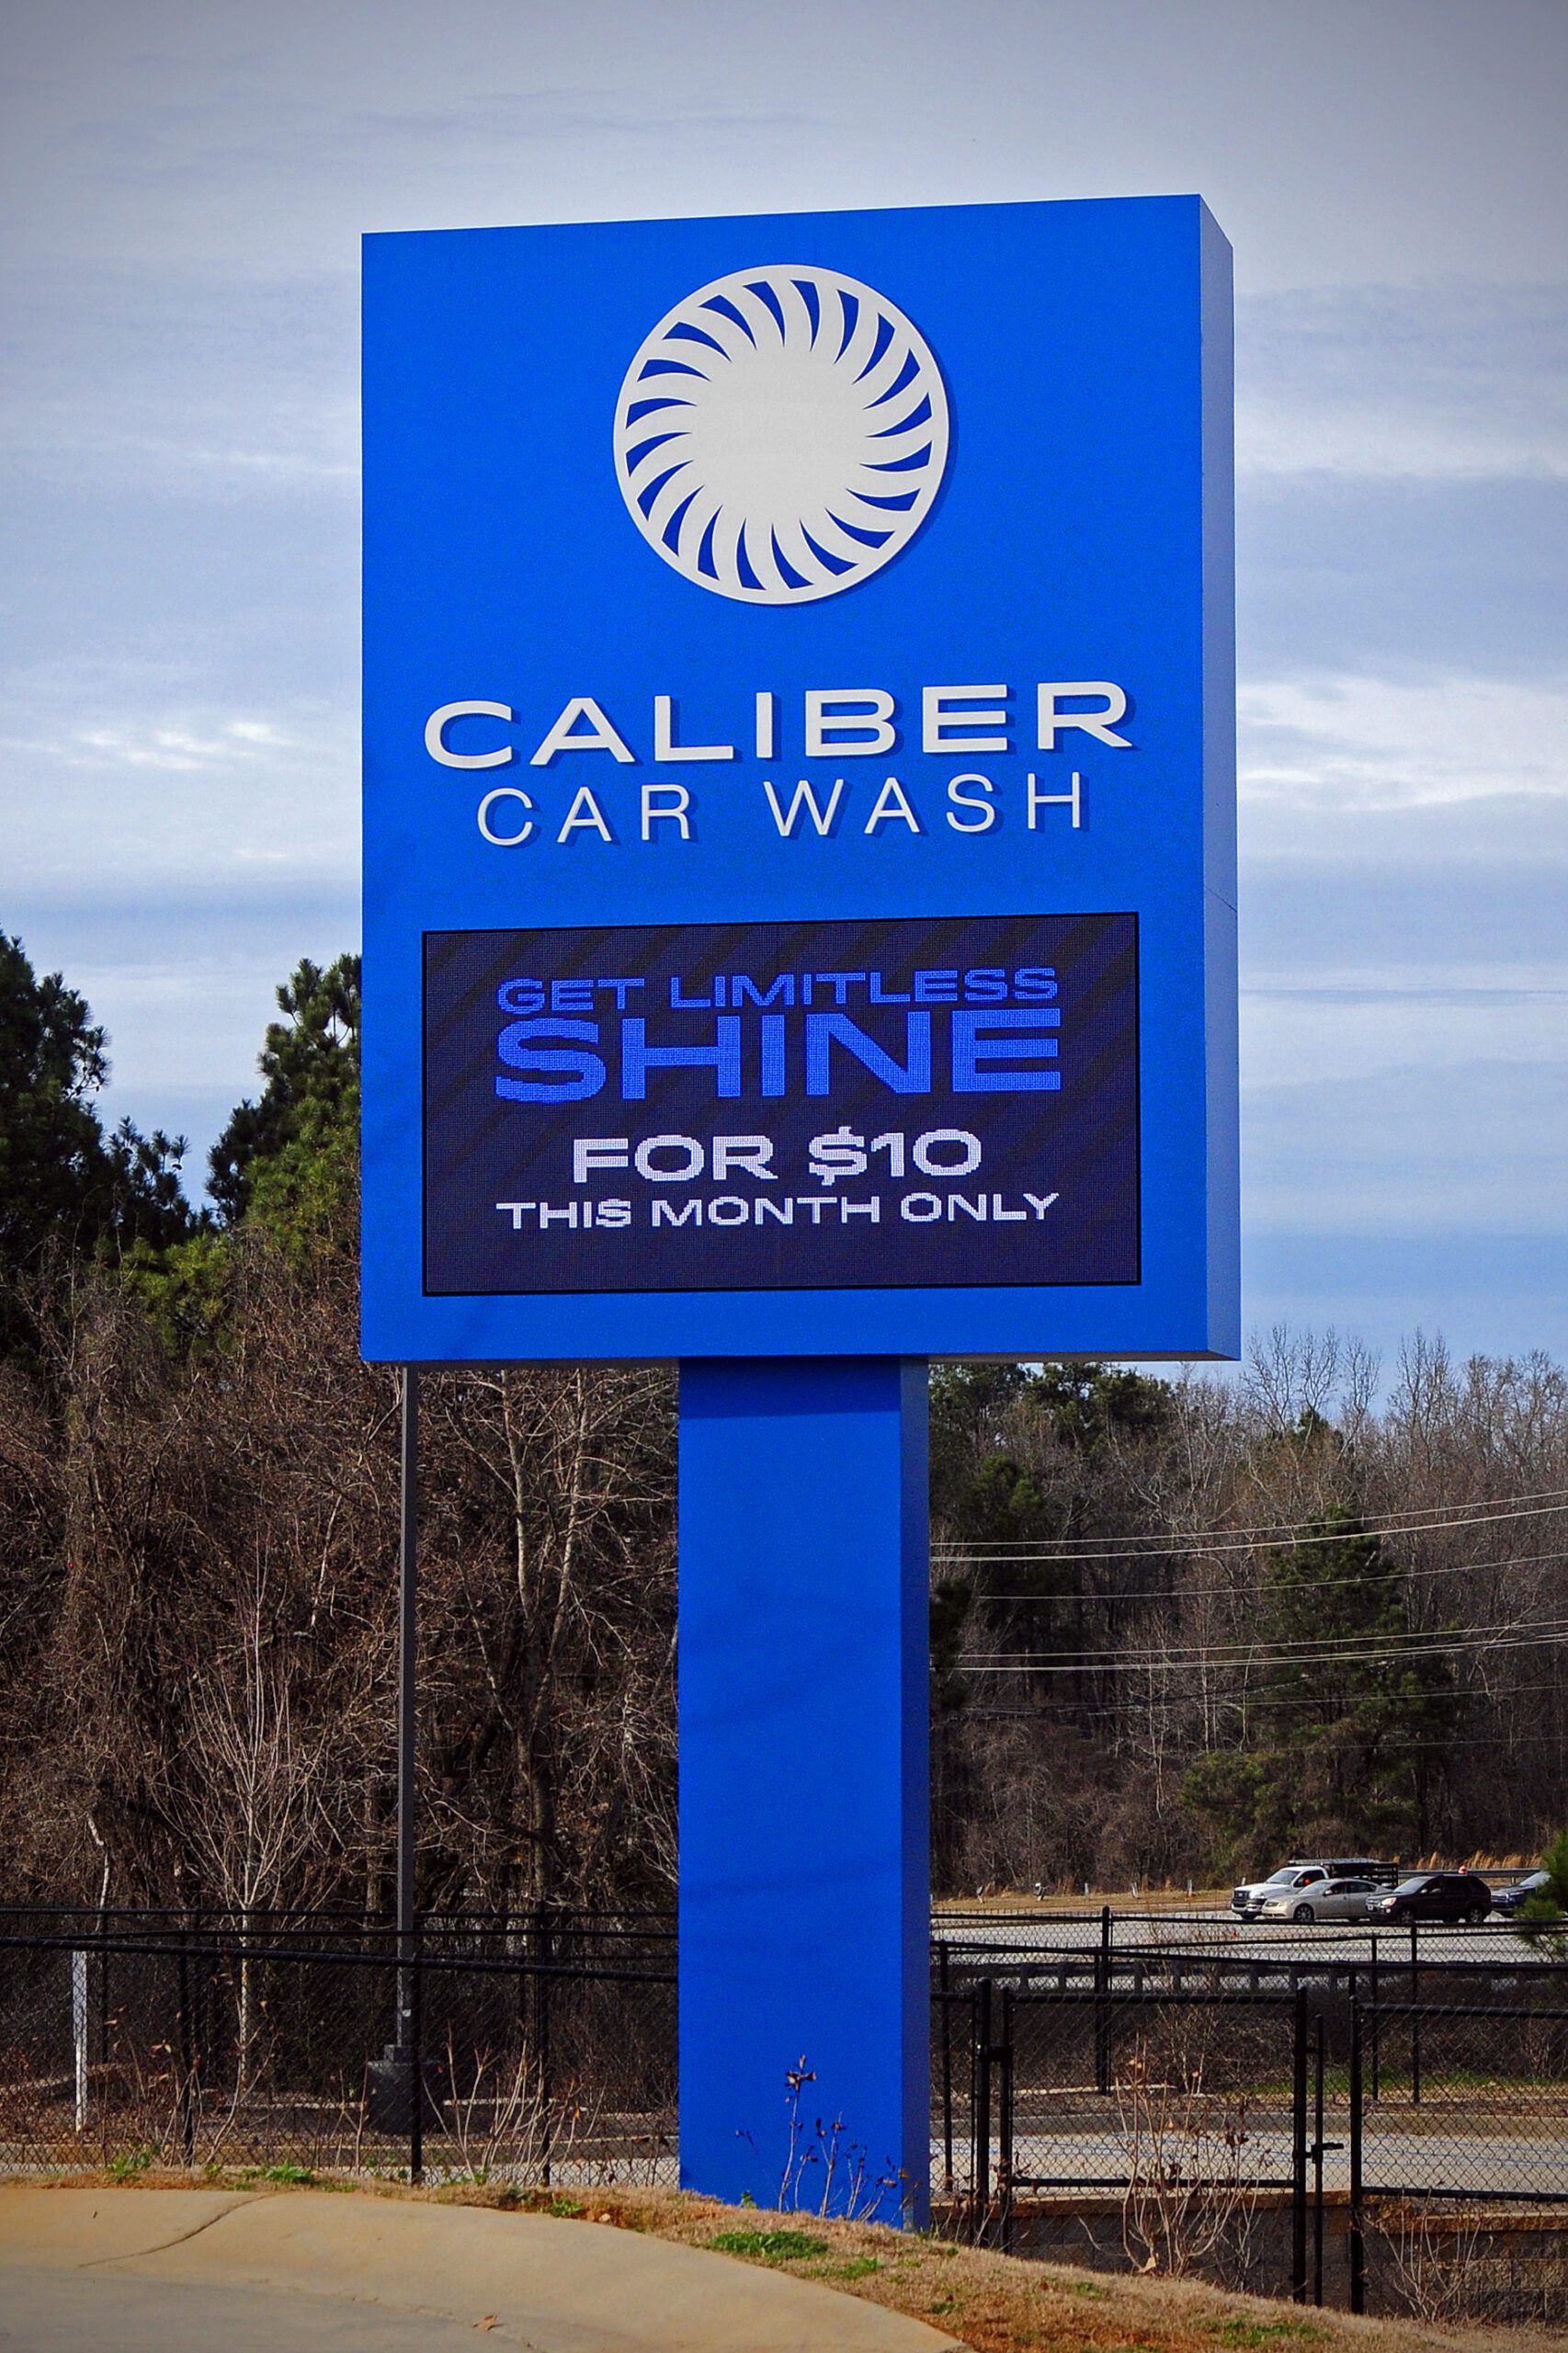 CALIBER
CAR WASH
GET LIMITLESS
SHINE
FOR $10
THIS MONTH ONLY